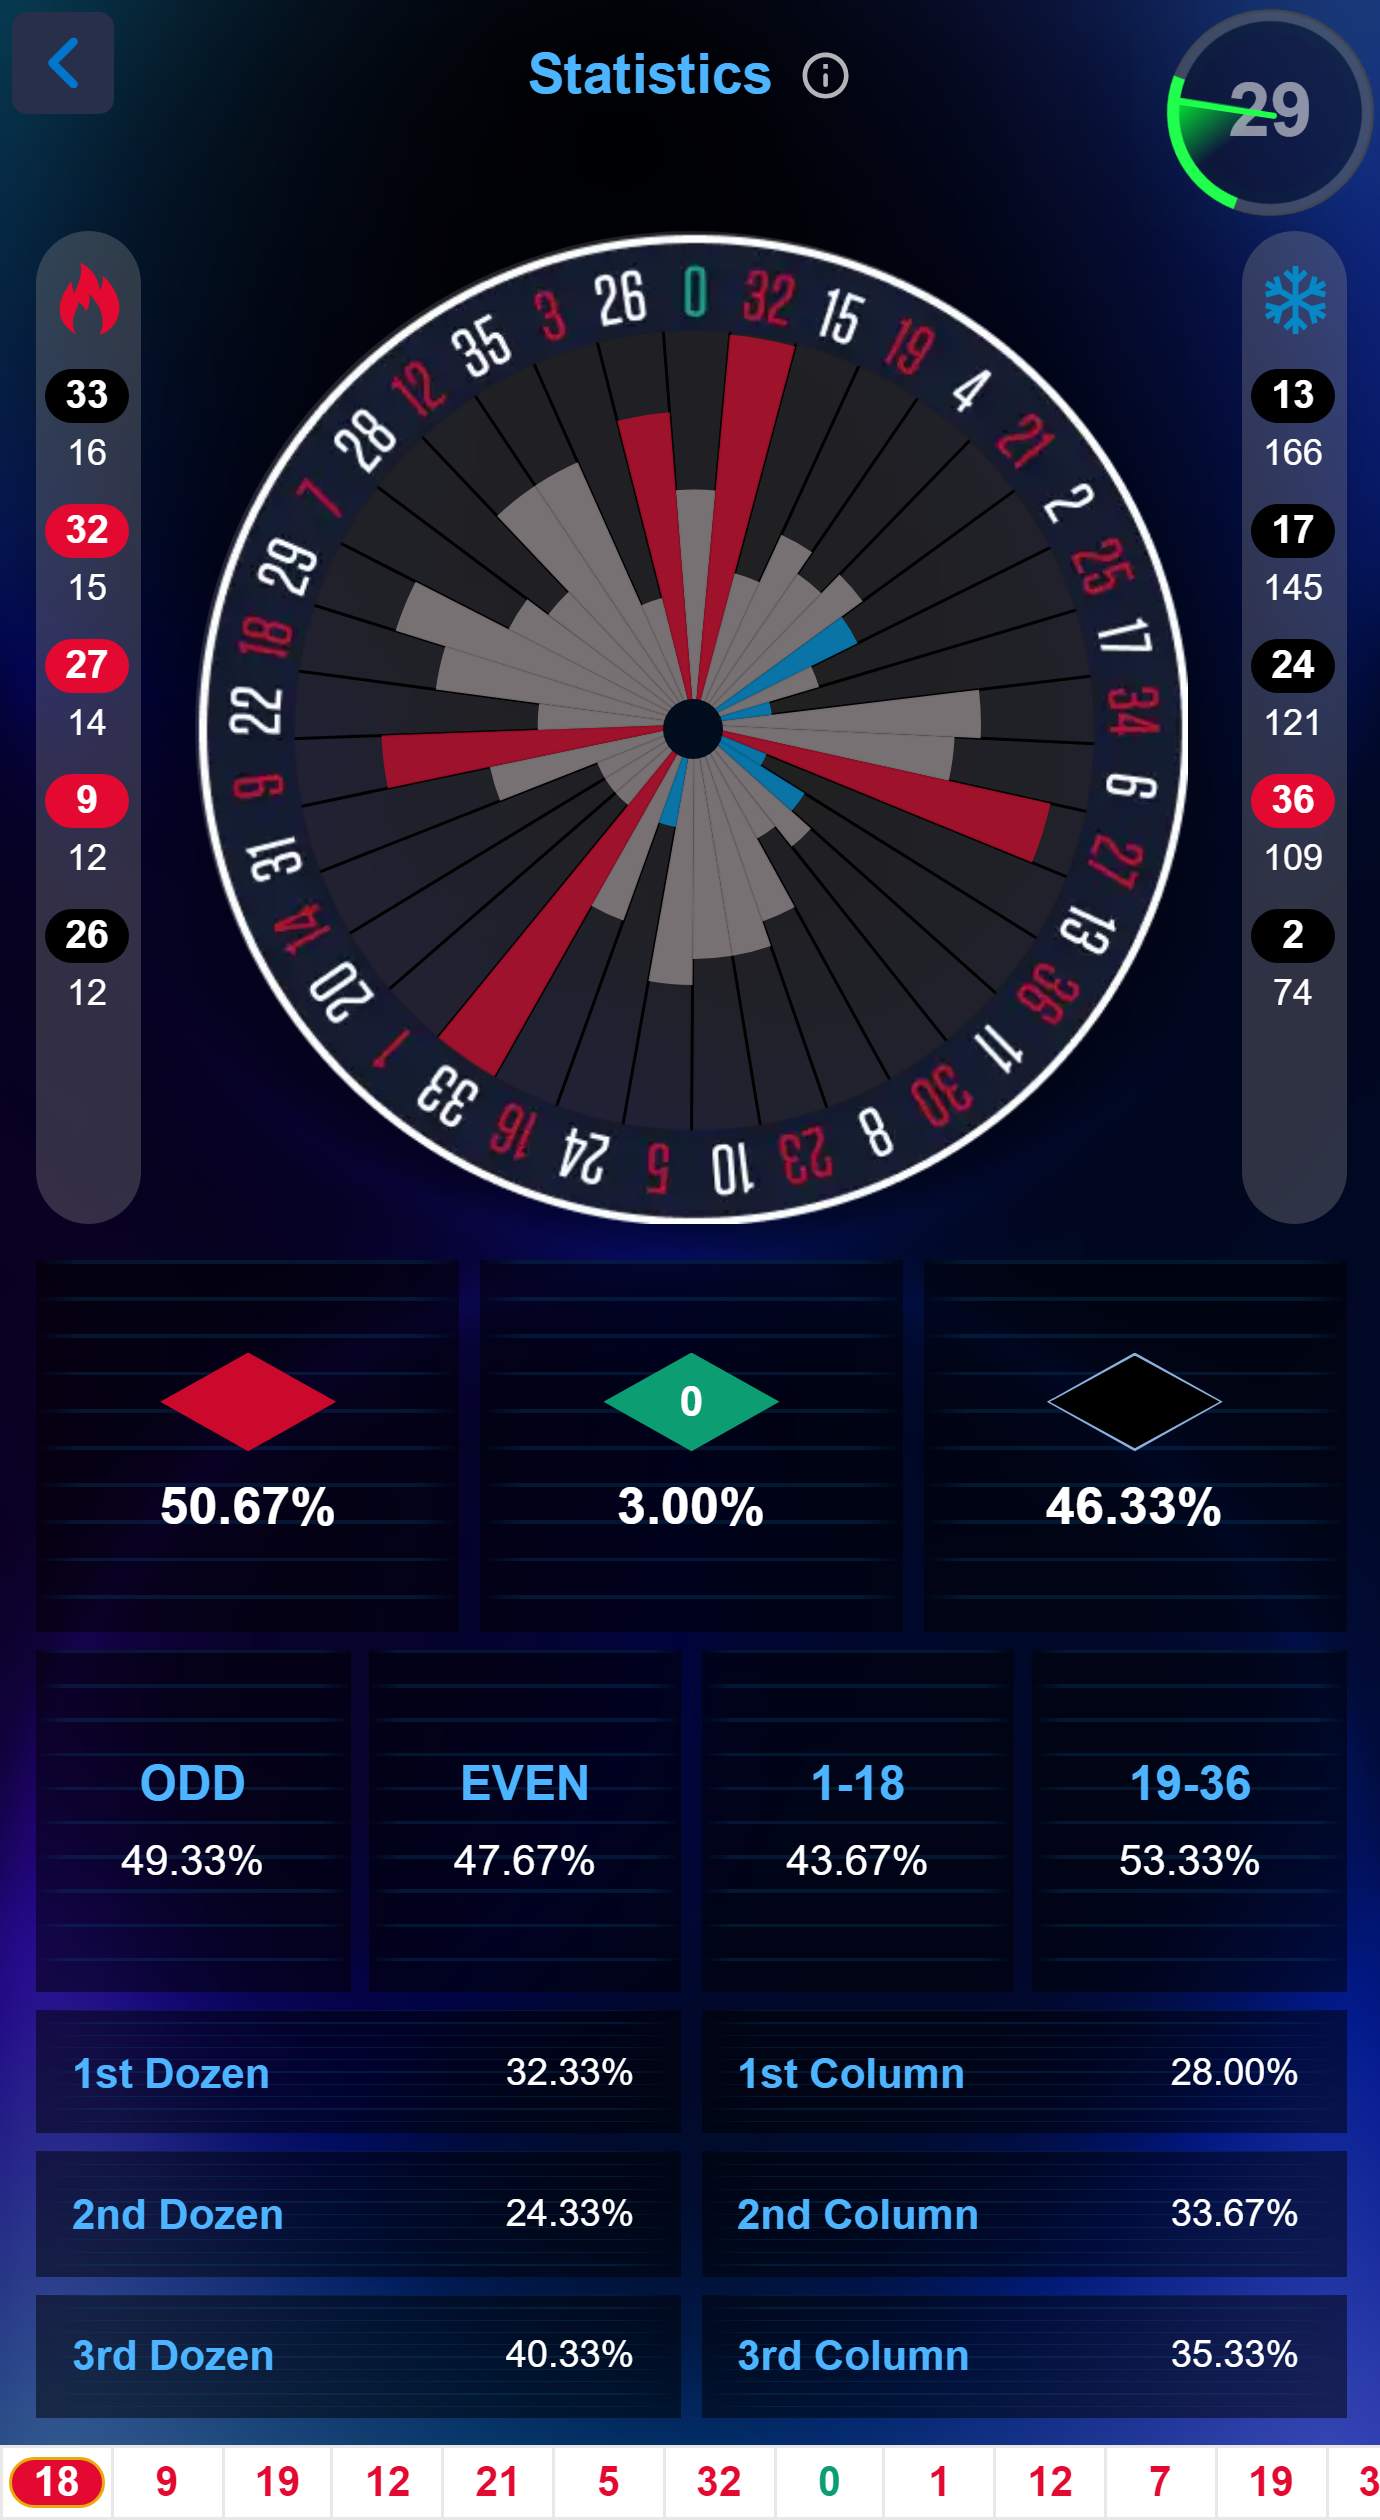 Statistics
29
33
16
32
15
27
14
9
12
26
12
0 32 15 19 4 21 2 25 17 34 6 27 13 36 11 30 8 23 10 5 24 16 33 1 20 14 31 9 22 18 29 7 28 12 35 3 26
13
166
17
145
24
121
36
109
2
74
0
50.67% 3.00% 46.33%
ODD EVEN 1-18 19-36
49.33% 47.67% 43.67% 53.33%
1st Dozen 32.33% 1st Column 28.00%
2nd Dozen 24.33% 2nd Column 33.67%
3rd Dozen 40.33% 3rd Column 35.33%
18 9 19 12 21 5 32 0 1 12 7 19 3